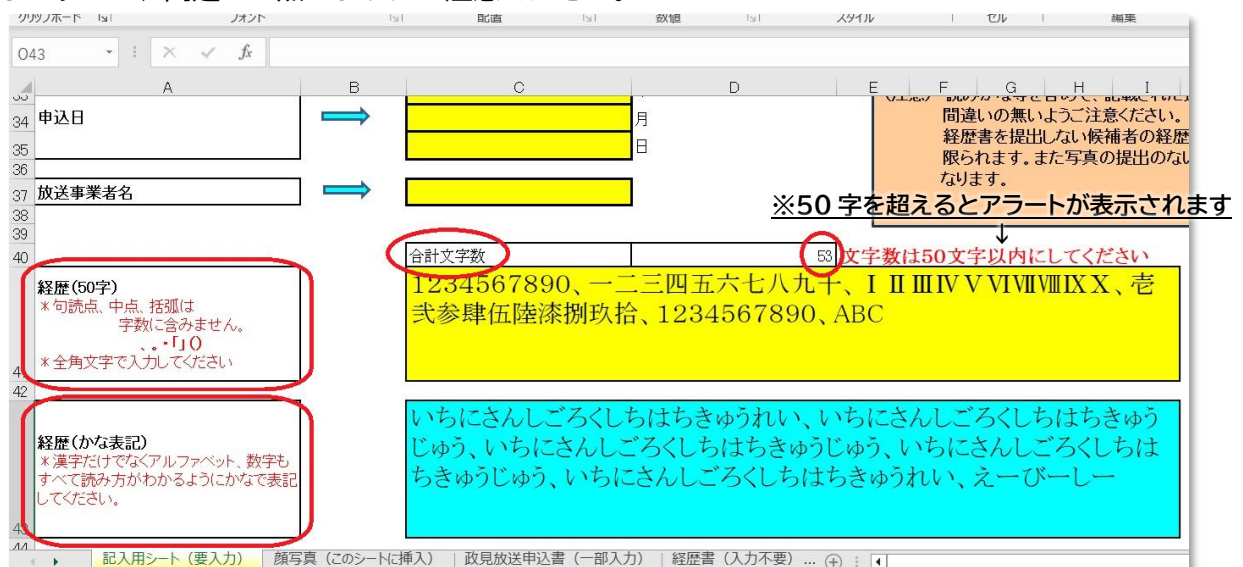 クリップボード
フォント
配置
数値
スタイル
セル
編集
O43
fx
A B C D E F G H I
34 申込日 月
間違いの無いようご注意ください。
35 日
経歴書を提出しない候補者の経歴
36
限られます。また写真の提出のない
なります。
37 放送事業者名
※50 字を超えるとアラートが表示されます
↓
38
39
40 合計文字数 53 文字数は50文字以内にしてください
経歴(50字)
*句読点、中点、括弧は
字数に含みません。
、。・「」()
*全角文字で入力してください
1234567890、一二三四五六七八九十、ⅠⅡⅢⅣⅤⅥⅦⅧⅨⅩ、壱
弐参肆伍陸漆捌玖拾、1234567890、ABC
42
経歴(かな表記)
*漢字だけでなくアルファベット、数字も
すべて読み方がわかるようにかなで表記
してください。
いちにさんしごろくしちはちきゅうれい、いちにさんしごろくしちはちきゅう
じゅう、いちにさんしごろくしちはちきゅうじゅう、いちにさんしごろくしちは
ちきゅうじゅう、いちにさんしごろくしちはちきゅうれい、えーびーしー
44
記入用シート(要入力) 顔写真(このシートに挿入) 政見放送申込書(一部入力) 経歴書(入力不要) ...